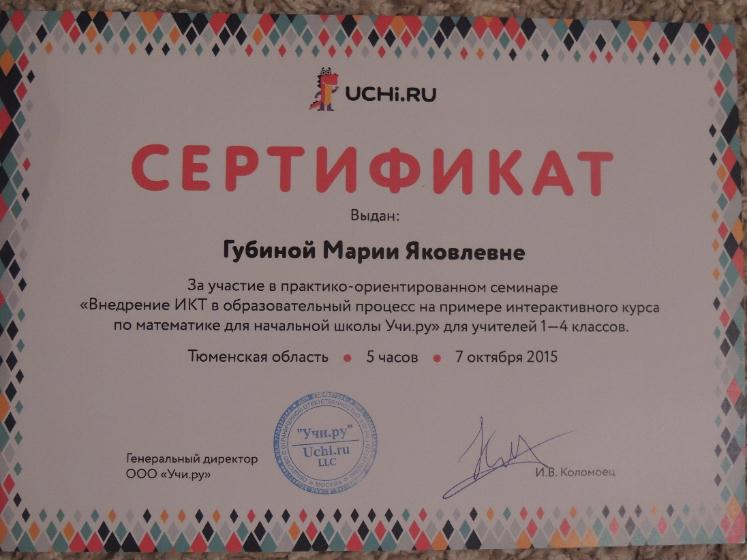 UCHi.RU
СЕРТИФИКАТ
Выдан:
Губиной Марии Яковлевне
За участие в практико-ориентированном семинаре
«Внедрение ИКТ в образовательный процесс на примере интерактивного курса
по математике для начальной школы Учи.ру» для учителей 1—4 классов.
Тюменская область • 5 часов • 7 октября 2015
"Учи.ру"
Uchi.ru
LLC
Генеральный директор
ООО «Учи.ру»
И.В. Коломоец